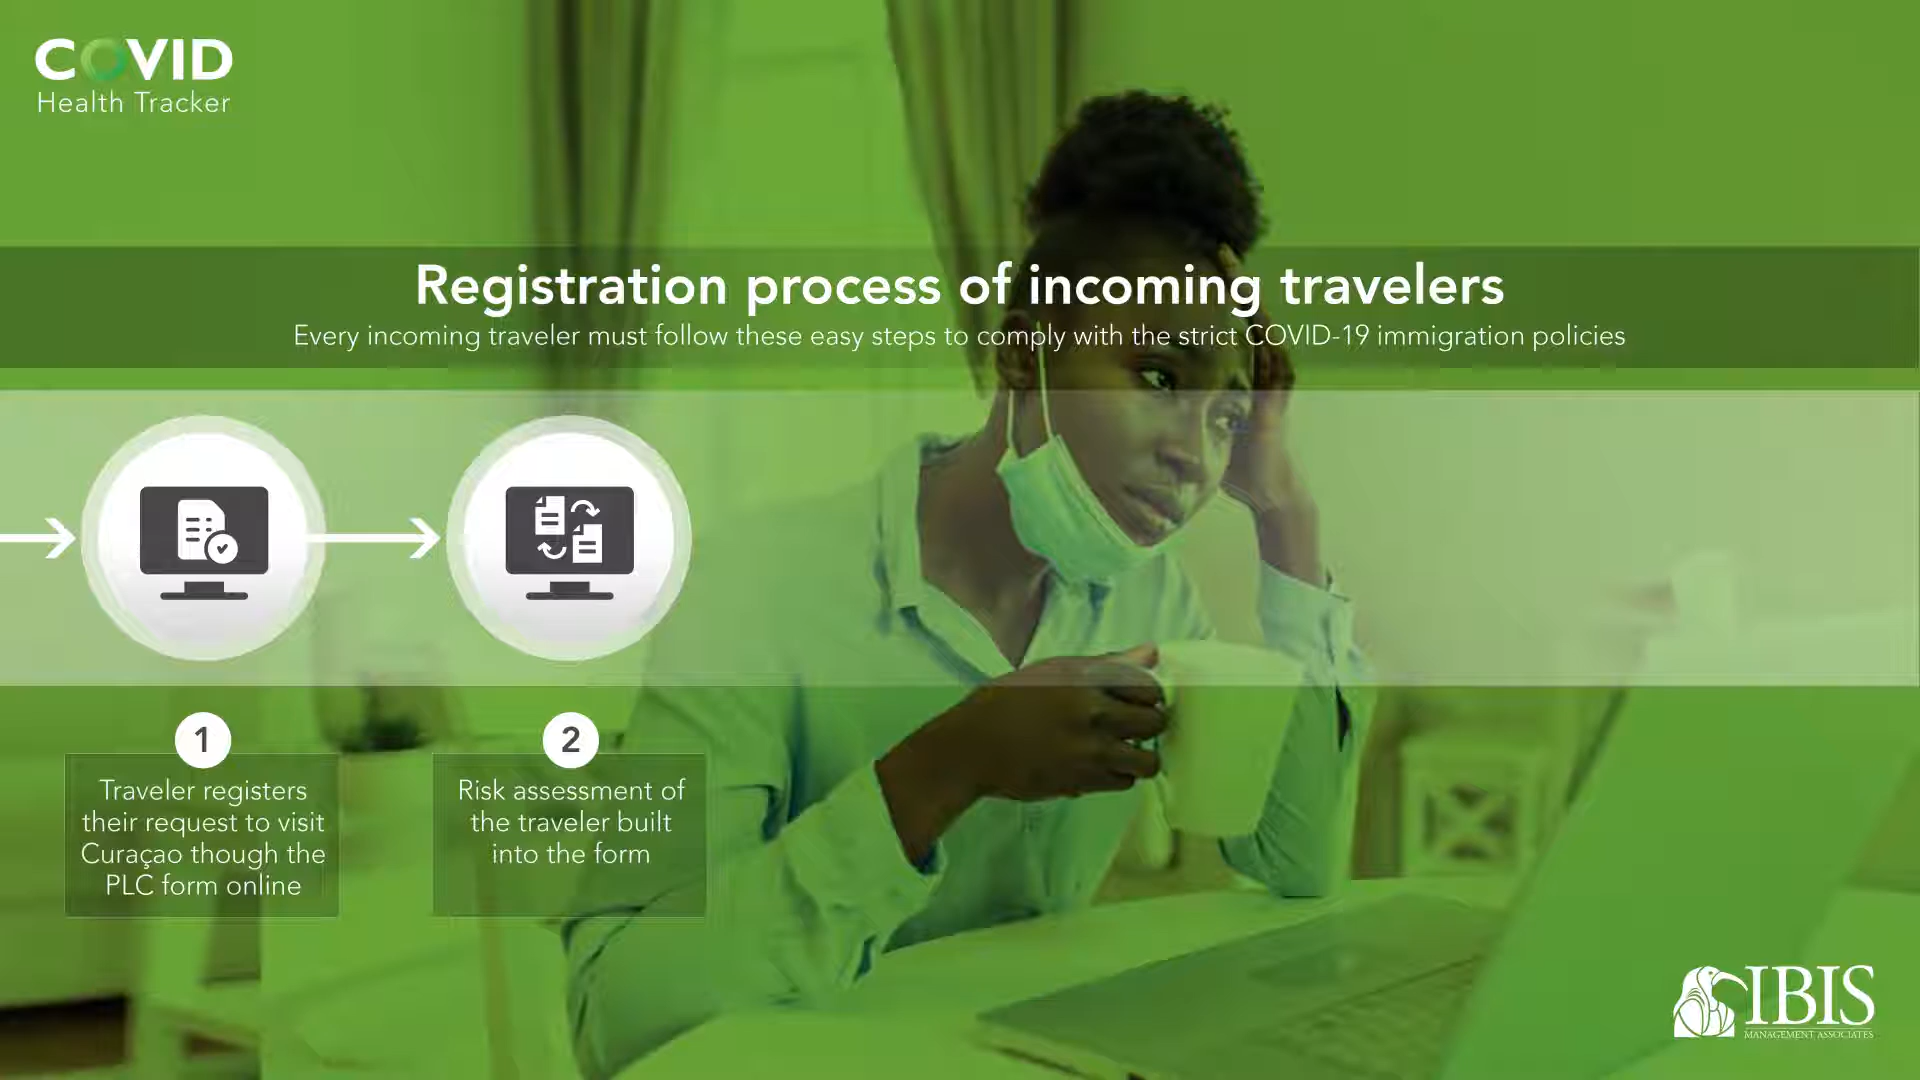 COVID
Health Tracker
Registration process of incoming travelers
Every incoming traveler must follow these easy steps to comply with the strict COVID-19 immigration policies
1
Traveler registers
their request to visit
Curaçao though the
PLC form online
2
Risk assessment of
the traveler built
into the form
IBIS
MANAGEMENT ASSOCIATES